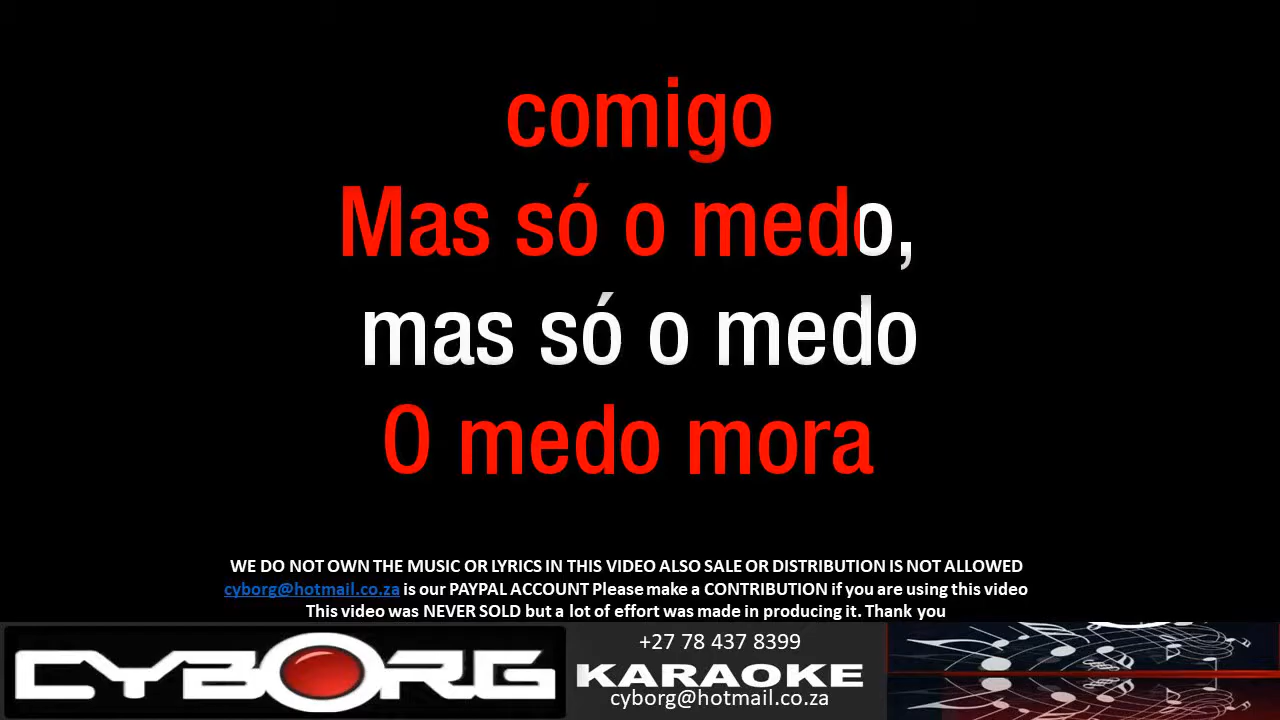 comigo
Mas só o medo,
mas só o medo
O medo mora
WE DO NOT OWN THE MUSIC OR LYRICS IN THIS VIDEO ALSO SALE OR DISTRIBUTION IS NOT ALLOWED
cyborg@hotmail.co.za is our PAYPAL ACCOUNT Please make a CONTRIBUTION if you are using this video
This video was NEVER SOLD but a lot of effort was made in producing it. Thank you
CYBORG
+27 78 437 8399
KARAOKE
cyborg@hotmail.co.za